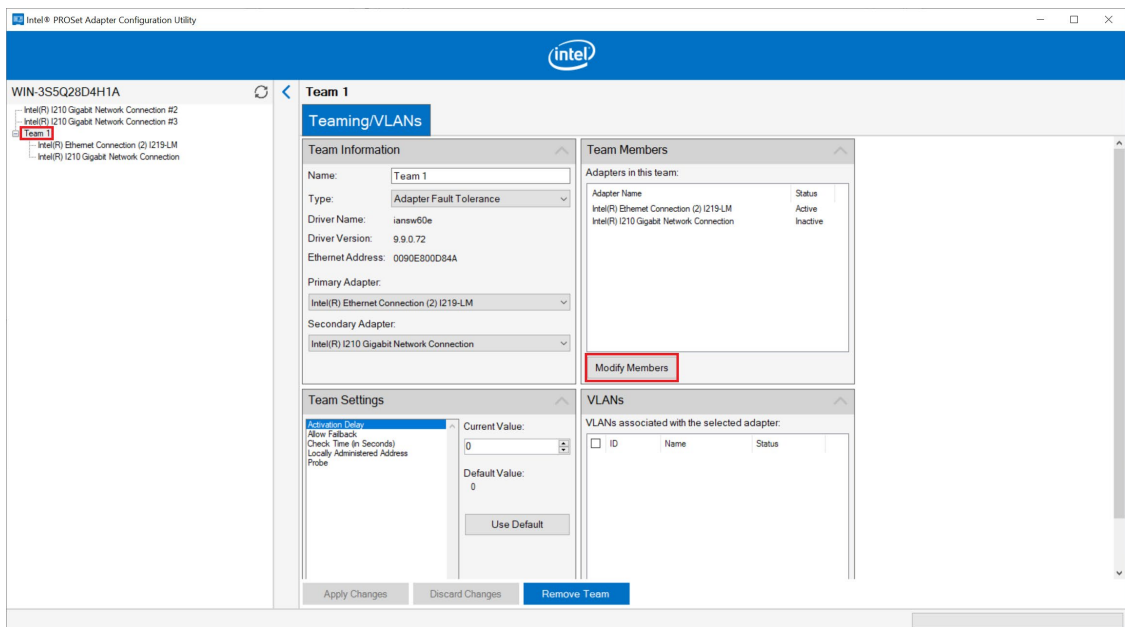 Intel® PROSet Adapter Configuration Utility
intel
WIN-3S5Q28D4H1A
Intel(R) I210 Gigabit Network Connection #2
Intel(R) I210 Gigabit Network Connection #3
Team 1
Intel(R) Ethernet Connection (2) I219-LM
Intel(R) I210 Gigabit Network Connection
Team 1
Teaming/VLANs
Team Information
Name: Team 1
Type: Adapter Fault Tolerance
Driver Name: iansw60e
Driver Version: 9.9.0.72
Ethernet Address: 0090E800D84A
Primary Adapter:
Intel(R) Ethernet Connection (2) I219-LM
Secondary Adapter:
Intel(R) I210 Gigabit Network Connection
Team Members
Adapters in this team:
Adapter Name Status
Intel(R) Ethernet Connection (2) I219-LM Active
Intel(R) I210 Gigabit Network Connection Inactive
Modify Members
Team Settings
Activation Delay
Allow Failback
Check Time (in Seconds)
Locally Administered Address
Probe
Current Value:
0
Default Value:
0
Use Default
VLANs
VLANs associated with the selected adapter:
ID Name Status
Apply Changes
Discard Changes
Remove Team